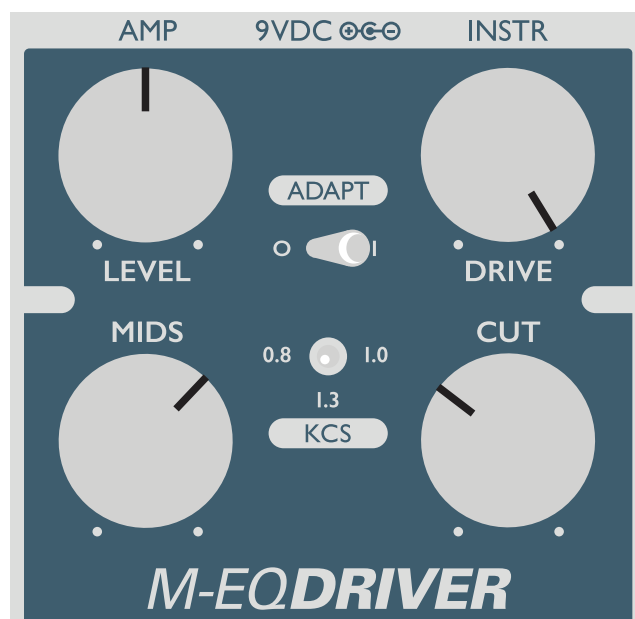 AMP 9VDC INSTR
ADAPT
O I
LEVEL DRIVE
MIDS CUT
0.8 1.0
1.3
KCS
M-EQDRIVER